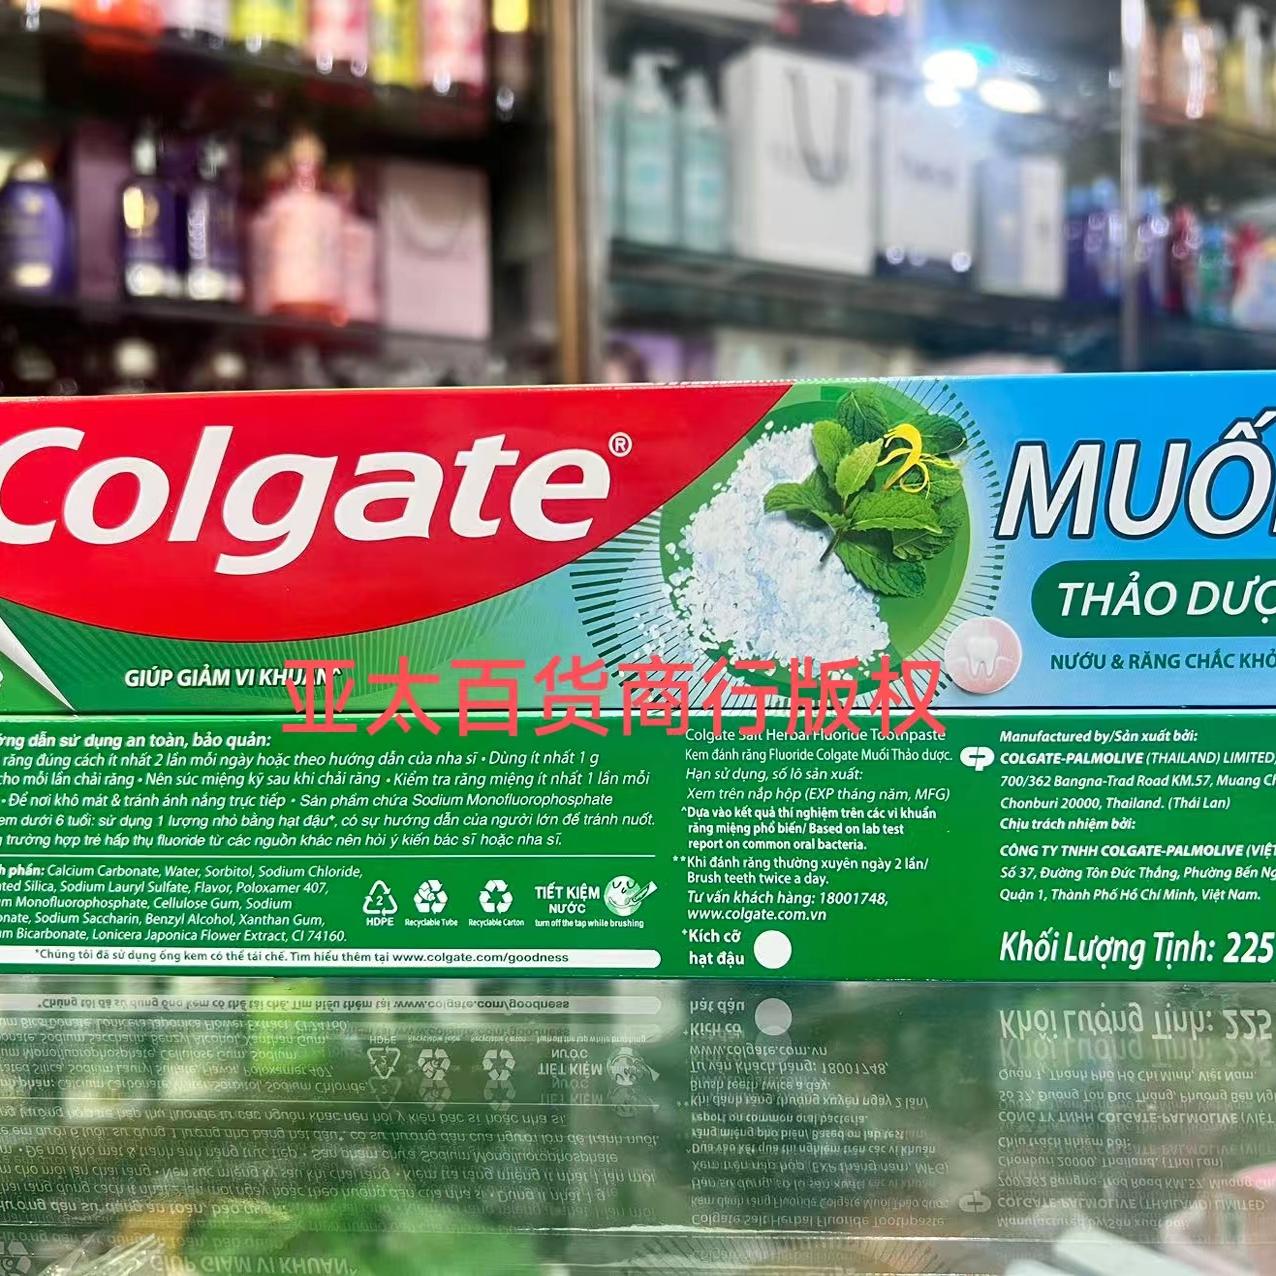 Colgate®
MUỐ
THẢO DƯỢ
NƯỚU & RĂNG CHẮC KHỎ
GIÚP GIẢM VI KHUẨN^
亚太百货商行版权
ớng dẫn sử dụng an toàn, bảo quản:
răng đúng cách ít nhất 2 lần mỗi ngày hoặc theo hướng dẫn của nha sĩ • Dùng ít nhất 1 g
cho mỗi lần chải răng • Nên súc miệng kỹ sau khi chải răng • Kiểm tra răng miệng ít nhất 1 lần mỗi
• Để nơi khô mát & tránh ánh nắng trực tiếp • Sản phẩm chứa Sodium Monofluorophosphate
em dưới 6 tuổi: sử dụng 1 lượng nhỏ bằng hạt đậu⁺, có sự hướng dẫn của người lớn để tránh nuốt.
trường hợp trẻ hấp thụ fluoride từ các nguồn khác nên hỏi ý kiến bác sĩ hoặc nha sĩ.
h phần: Calcium Carbonate, Water, Sorbitol, Sodium Chloride,
ted Silica, Sodium Lauryl Sulfate, Flavor, Poloxamer 407,
m Monofluorophosphate, Cellulose Gum, Sodium
onate, Sodium Saccharin, Benzyl Alcohol, Xanthan Gum,
m Bicarbonate, Lonicera Japonica Flower Extract, CI 74160.
2
HDPE
Recyclable Tube
Recyclable Carton
TIẾT KIỆM
NƯỚC
turn off the tap while brushing
*Chúng tôi đã sử dụng ống kem có thể tái chế. Tìm hiểu thêm tại www.colgate.com/goodness
Colgate Salt Herbal Fluoride Toothpaste
Kem đánh răng Fluoride Colgate Muối Thảo dược.
Hạn sử dụng, số lô sản xuất:
Xem trên nắp hộp (EXP tháng năm, MFG)
^Dựa vào kết quả thí nghiệm trên các vi khuẩn
răng miệng phổ biến/ Based on lab test
report on common oral bacteria.
**Khi đánh răng thường xuyên ngày 2 lần/
Brush teeth twice a day.
Tư vấn khách hàng: 18001748,
www.colgate.com.vn
⁺Kích cỡ
hạt đậu
Manufactured by/Sản xuất bởi:
COLGATE-PALMOLIVE (THAILAND) LIMITED
700/362 Bangna-Trad Road KM.57, Muang Ch
Chonburi 20000, Thailand. (Thái Lan)
Chịu trách nhiệm bởi:
CÔNG TY TNHH COLGATE-PALMOLIVE (VIỆT
Số 37, Đường Tôn Đức Thắng, Phường Bến Ng
Quận 1, Thành Phố Hồ Chí Minh, Việt Nam.
Khối Lượng Tịnh: 225